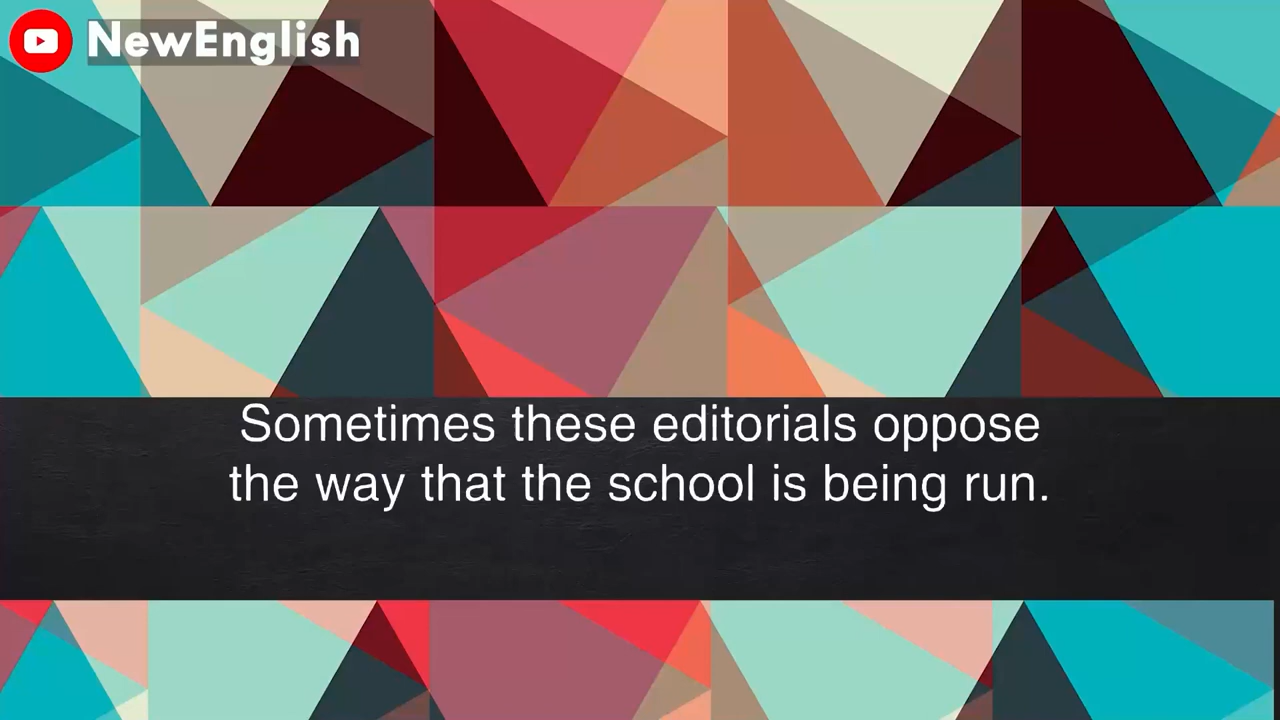 NewEnglish
Sometimes these editorials oppose
the way that the school is being run.